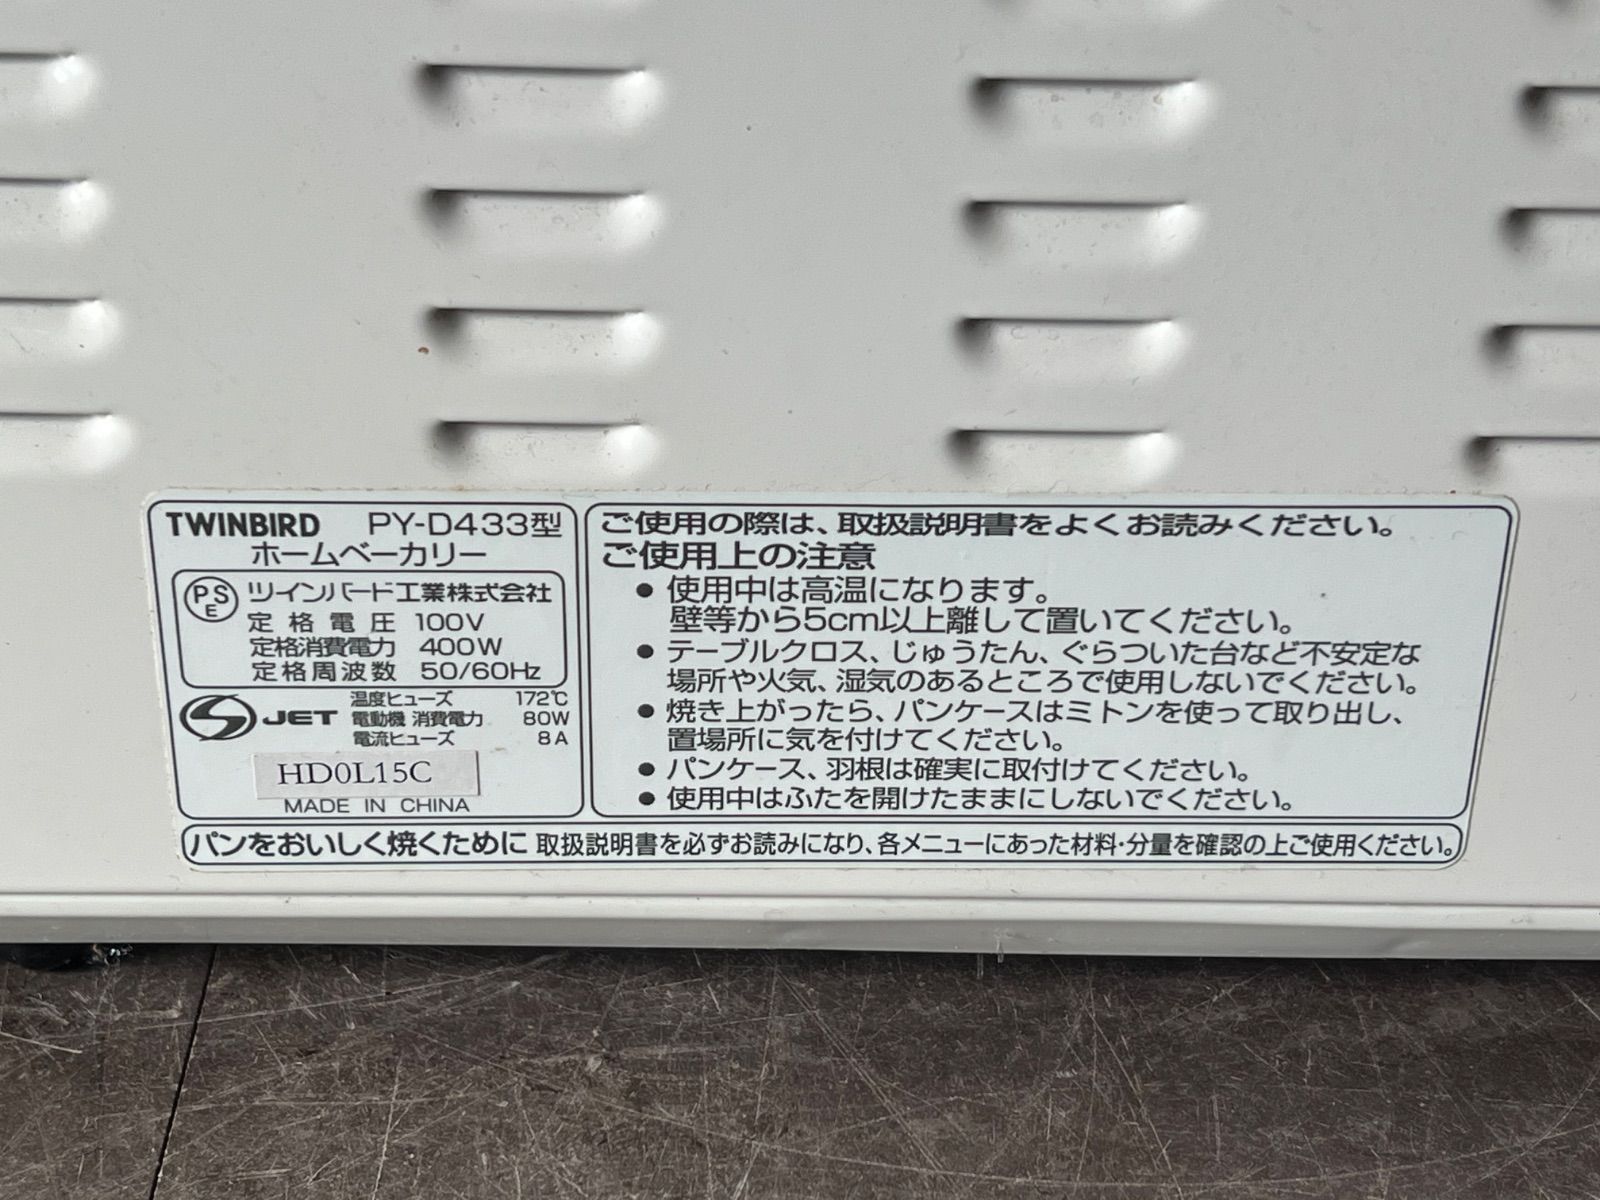 TWINBIRD PY-D433型
ホームベーカリー
PSE ツインバード工業株式会社
定格電圧 100V
定格消費電力 400W
定格周波数 50/60Hz
JET
温度ヒューズ 172℃
電動機 消費電力 80W
電流ヒューズ 8A
HD0L15C
MADE IN CHINA
ご使用の際は、取扱説明書をよくお読みください。
ご使用上の注意
● 使用中は高温になります。
壁等から5cm以上離して置いてください。
● テーブルクロス、じゅうたん、ぐらついた台など不安定な
場所や火気、湿気のあるところで使用しないでください。
● 焼き上がったら、パンケースはミトンを使って取り出し、
置場所に気を付けてください。
● パンケース、羽根は確実に取付けてください。
● 使用中はふたを開けたままにしないでください。
パンをおいしく焼くために 取扱説明書を必ずお読みになり、各メニューにあった材料・分量を確認の上ご使用ください。